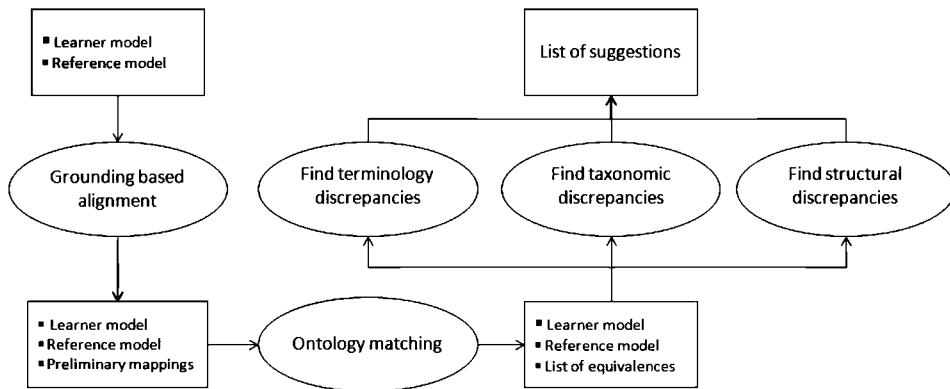 ▪ Learner model
▪ Reference model
Grounding based
alignment
▪ Learner model
▪ Reference model
▪ Preliminary mappings
Ontology matching
▪ Learner model
▪ Reference model
▪ List of equivalences
Find terminology
discrepancies
Find taxonomic
discrepancies
Find structural
discrepancies
List of suggestions